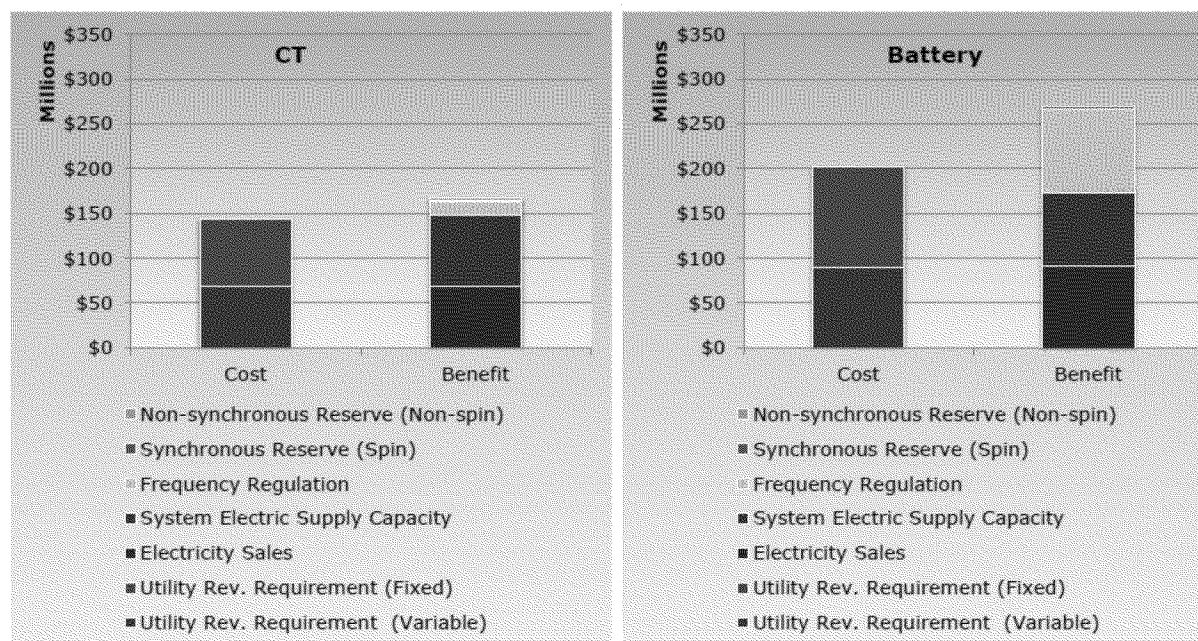 CT
Millions
$350
$300
$250
$200
$150
$100
$50
$0
Cost Benefit
Non-synchronous Reserve (Non-spin)
Synchronous Reserve (Spin)
Frequency Regulation
System Electric Supply Capacity
Electricity Sales
Utility Rev. Requirement (Fixed)
Utility Rev. Requirement (Variable)
Battery
Millions
$350
$300
$250
$200
$150
$100
$50
$0
Cost Benefit
Non-synchronous Reserve (Non-spin)
Synchronous Reserve (Spin)
Frequency Regulation
System Electric Supply Capacity
Electricity Sales
Utility Rev. Requirement (Fixed)
Utility Rev. Requirement (Variable)